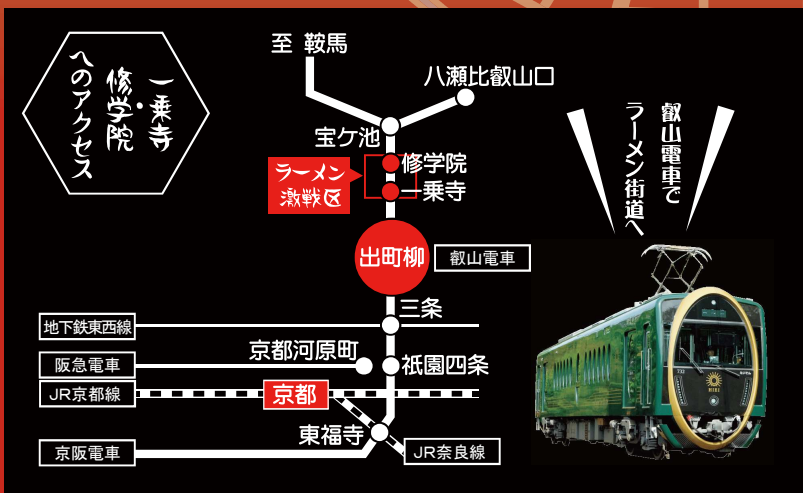 一乗寺
・
修学院
へのアクセス
至 鞍馬
八瀬比叡山口
宝ケ池
修学院
ラーメン
激戦区
一乗寺
出町柳
叡山電車
叡山電車で
ラーメン街道へ
三条
地下鉄東西線
京都河原町
祇園四条
阪急電車
JR京都線
京都
東福寺
京阪電車
JR奈良線